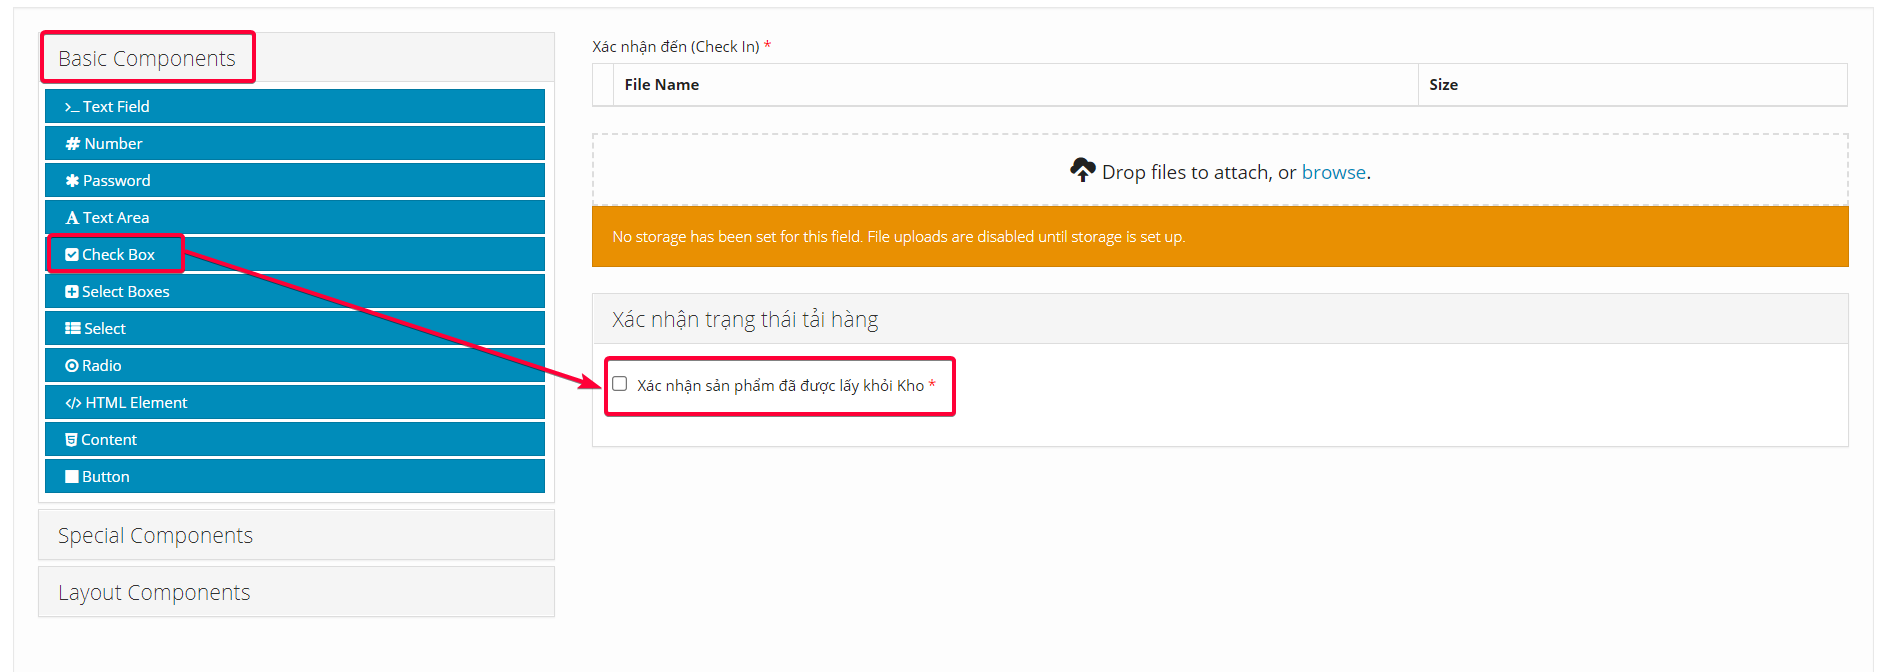 Basic Components
Text Field
Number
Password
Text Area
Check Box
Select Boxes
Select
Radio
HTML Element
Content
Button
Special Components
Layout Components
Xác nhận đến (Check In) *
File Name Size
Drop files to attach, or browse.
No storage has been set for this field. File uploads are disabled until storage is set up.
Xác nhận trạng thái tải hàng
Xác nhận sản phẩm đã được lấy khỏi Kho *